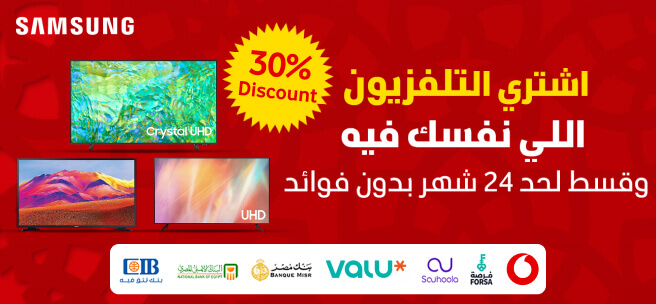 SAMSUNG
30%
Discount
اشتري التلفزيون
اللي نفسك فيه
وقسط لحد 24 شهر بدون فوائد
Crystal UHD
UHD
CIB
بنك تثق فيه
البنك الأهلي المصري
NATIONAL BANK OF EGYPT
بنك مصر
BANQUE MISR
valu*
Souhoola
فرصة
FORSA